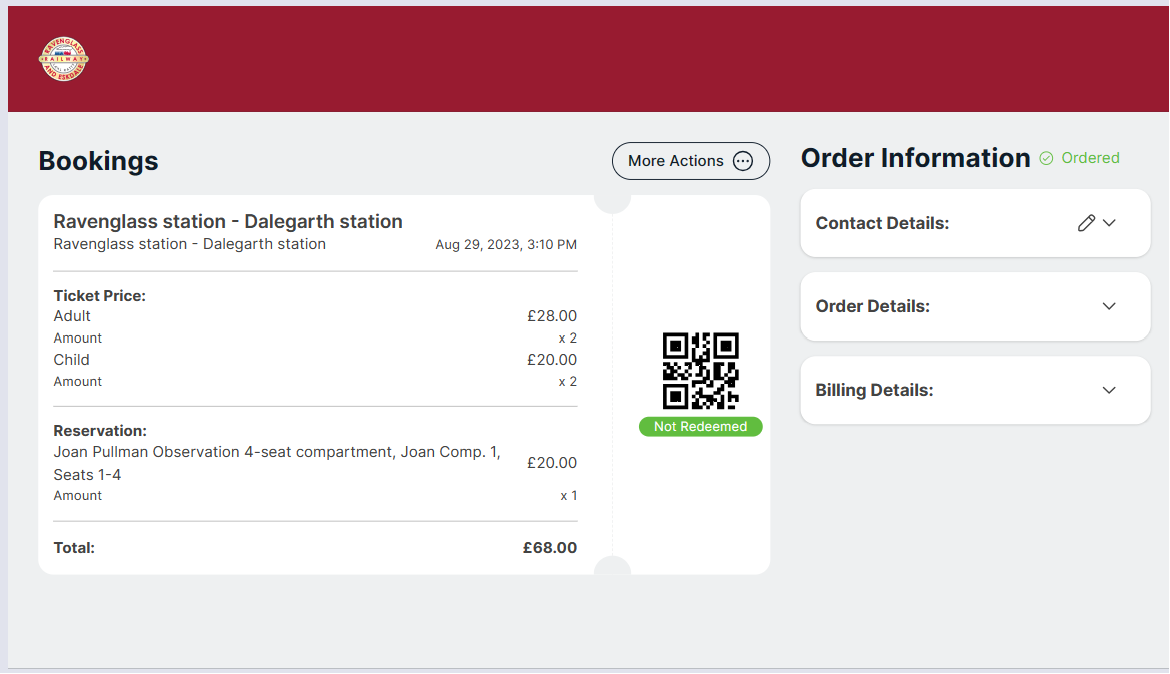 RAVENGLASS
RAILWAY
AND ESKDALE
Bookings
More Actions
Ravenglass station - Dalegarth station
Ravenglass station - Dalegarth station
Aug 29, 2023, 3:10 PM
Ticket Price:
Adult £28.00
Amount x 2
Child £20.00
Amount x 2
Reservation:
Joan Pullman Observation 4-seat compartment, Joan Comp. 1,
Seats 1-4
£20.00
Amount x 1
Total: £68.00
Not Redeemed
Order Information
Ordered
Contact Details:
Order Details:
Billing Details: